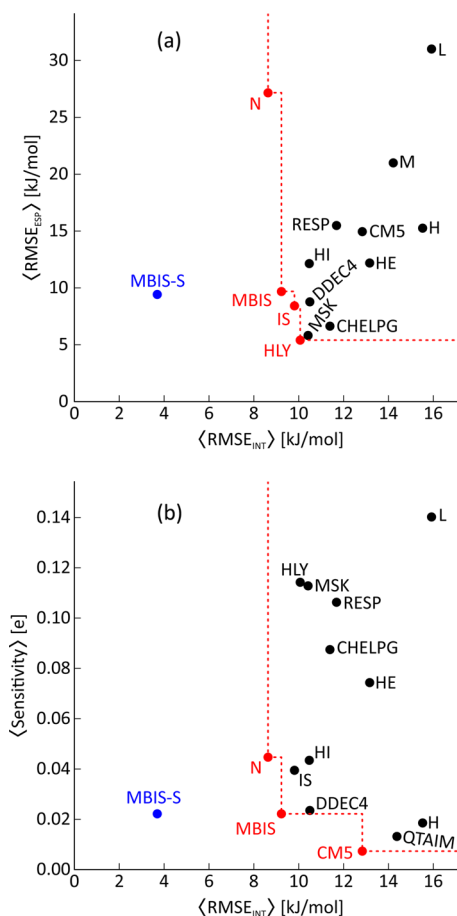 (a)
30
25
20
15
10
5
0
⟨RMSE_ESP⟩ [kJ/mol]
L
N
M
RESP
CM5
H
HI
HE
MBIS-S
DDEC4
MBIS
IS
MSK
CHELPG
HLY
0 2 4 6 8 10 12 14 16
⟨RMSE_INT⟩ [kJ/mol]
(b)
0.14
0.12
0.10
0.08
0.06
0.04
0.02
0.00
⟨Sensitivity⟩ [e]
L
HLY
MSK
RESP
CHELPG
HE
N
HI
IS
MBIS-S
DDEC4
MBIS
H
QTAIM
CM5
0 2 4 6 8 10 12 14 16
⟨RMSE_INT⟩ [kJ/mol]